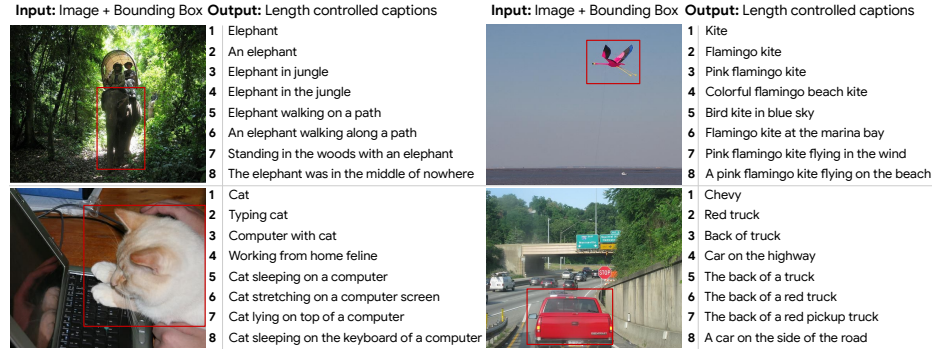 Input: Image + Bounding Box Output: Length controlled captions
1 Elephant
2 An elephant
3 Elephant in jungle
4 Elephant in the jungle
5 Elephant walking on a path
6 An elephant walking along a path
7 Standing in the woods with an elephant
8 The elephant was in the middle of nowhere
Input: Image + Bounding Box Output: Length controlled captions
1 Kite
2 Flamingo kite
3 Pink flamingo kite
4 Colorful flamingo beach kite
5 Bird kite in blue sky
6 Flamingo kite at the marina bay
7 Pink flamingo kite flying in the wind
8 A pink flamingo kite flying on the beach
1 Cat
2 Typing cat
3 Computer with cat
4 Working from home feline
5 Cat sleeping on a computer
6 Cat stretching on a computer screen
7 Cat lying on top of a computer
8 Cat sleeping on the keyboard of a computer
STOP
1 Chevy
2 Red truck
3 Back of truck
4 Car on the highway
5 The back of a truck
6 The back of a red truck
7 The back of a red pickup truck
8 A car on the side of the road